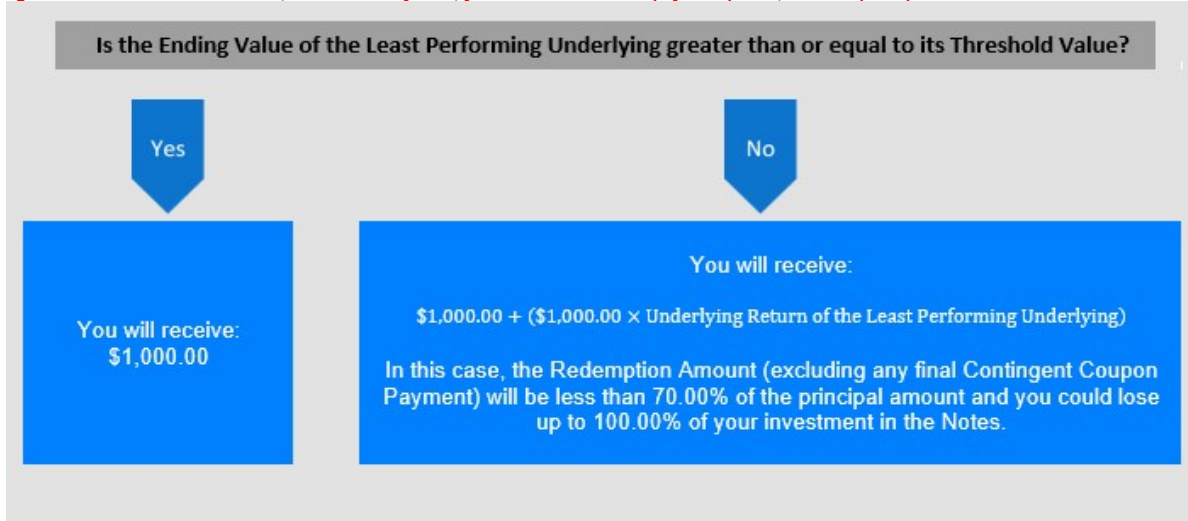 Is the Ending Value of the Least Performing Underlying greater than or equal to its Threshold Value?
Yes
No
You will receive:
$1,000.00
You will receive:
$1,000.00 + ($1,000.00 × Underlying Return of the Least Performing Underlying)
In this case, the Redemption Amount (excluding any final Contingent Coupon
Payment) will be less than 70.00% of the principal amount and you could lose
up to 100.00% of your investment in the Notes.